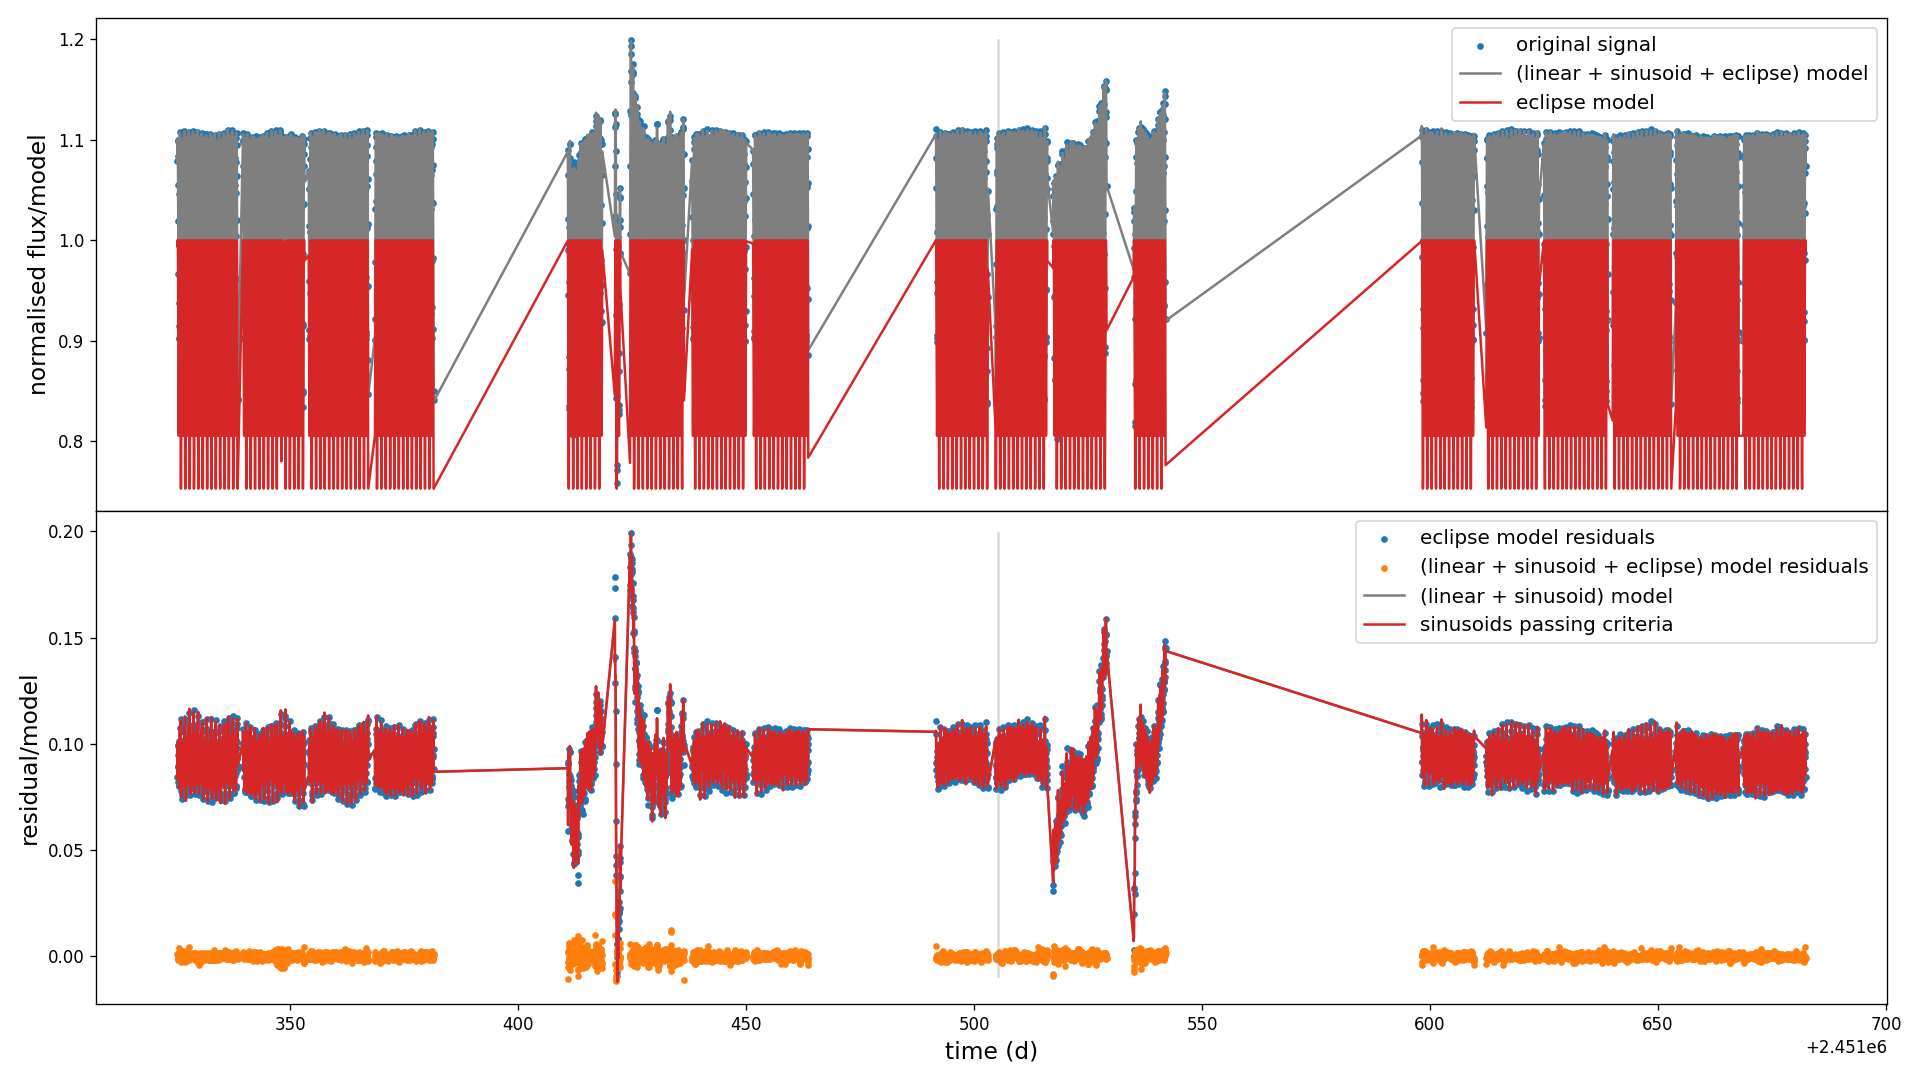 normalised flux/model
1.2
1.1
1.0
0.9
0.8
original signal
(linear + sinusoid + eclipse) model
eclipse model
residual/model
0.20
0.15
0.10
0.05
0.00
eclipse model residuals
(linear + sinusoid + eclipse) model residuals
(linear + sinusoid) model
sinusoids passing criteria
350
400
450
500
550
600
650
700
+2.451e6
time (d)